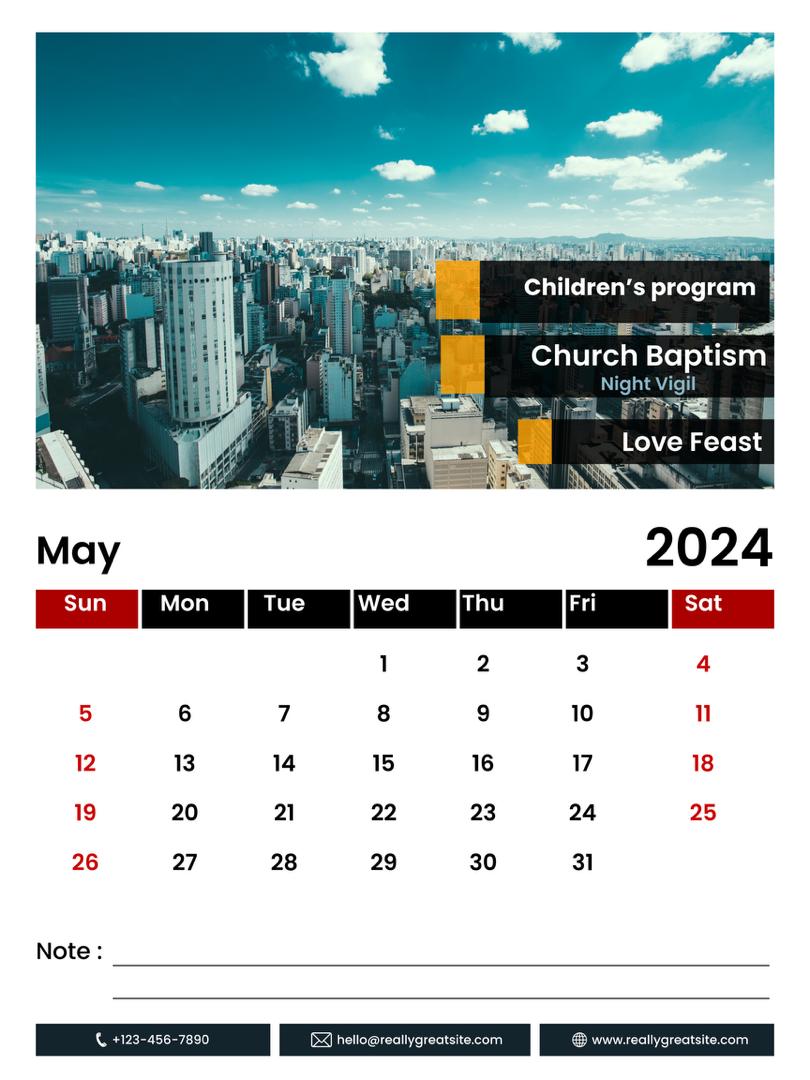 Children's program
Church Baptism
Night Vigil
Love Feast
May 2024
Sun Mon Tue Wed Thu Fri Sat
1 2 3 4
5 6 7 8 9 10 11
12 13 14 15 16 17 18
19 20 21 22 23 24 25
26 27 28 29 30 31
Note :
+123-456-7890 hello@reallygreatsite.com www.reallygreatsite.com